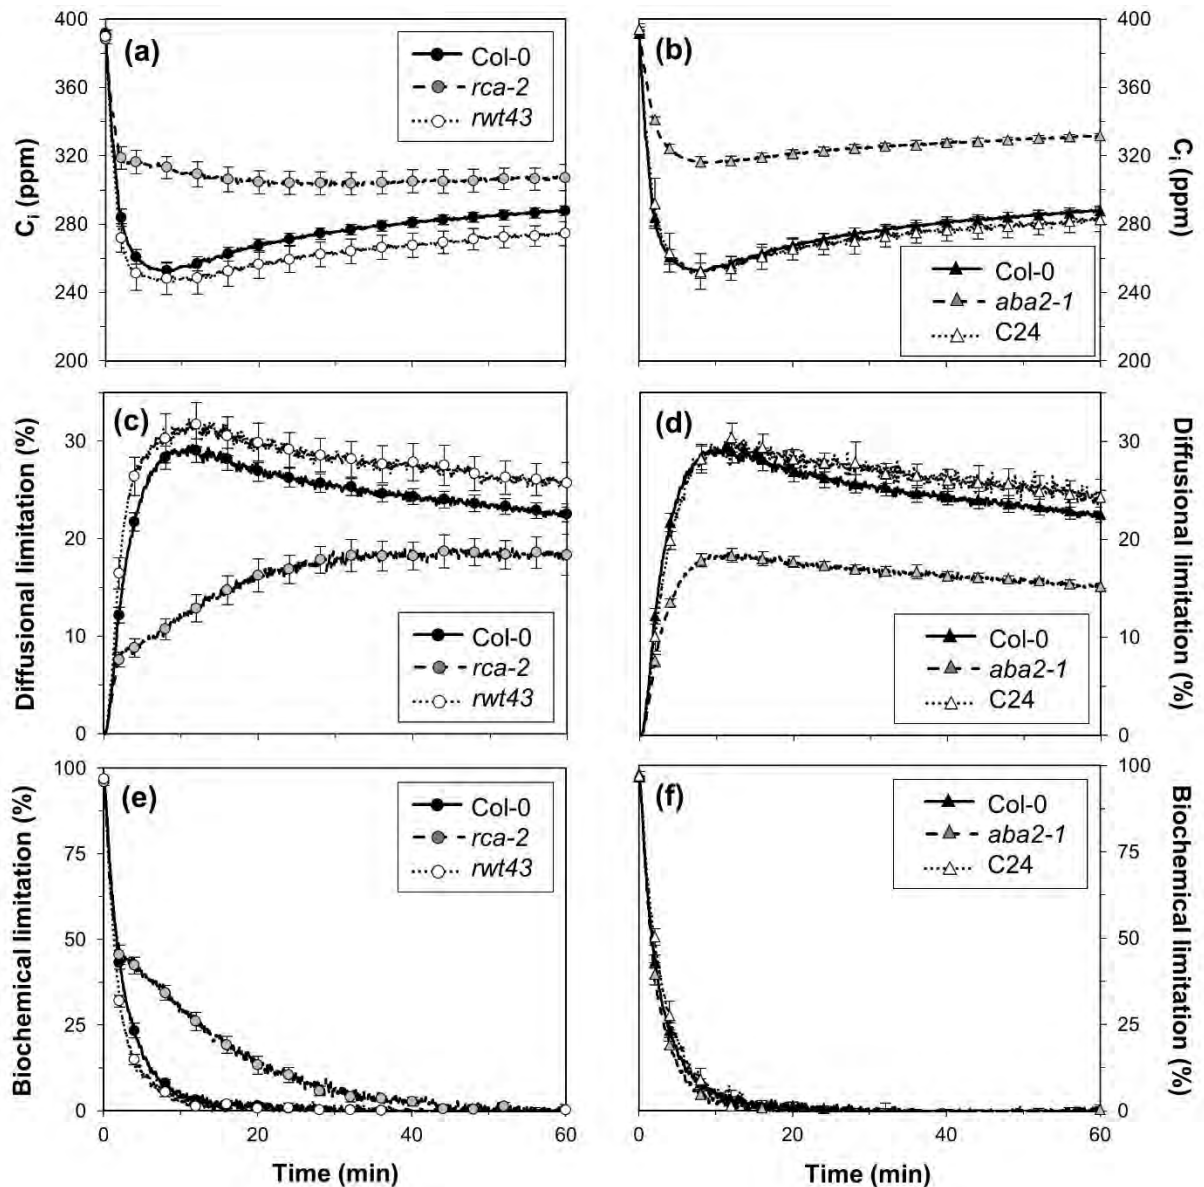 400
360
320
280
240
200
Ci (ppm)
(a)
Col-0
rca-2
rwt43
(b)
Col-0
aba2-1
C24
400
360
320
280
240
200
Ci (ppm)
30
20
10
0
Diffusional limitation (%)
(c)
Col-0
rca-2
rwt43
(d)
Col-0
aba2-1
C24
30
20
10
0
Diffusional limitation (%)
100
75
50
25
0
Biochemical limitation (%)
(e)
Col-0
rca-2
rwt43
0 20 40 60
Time (min)
(f)
Col-0
aba2-1
C24
100
75
50
25
0
Biochemical limitation (%)
0 20 40 60
Time (min)